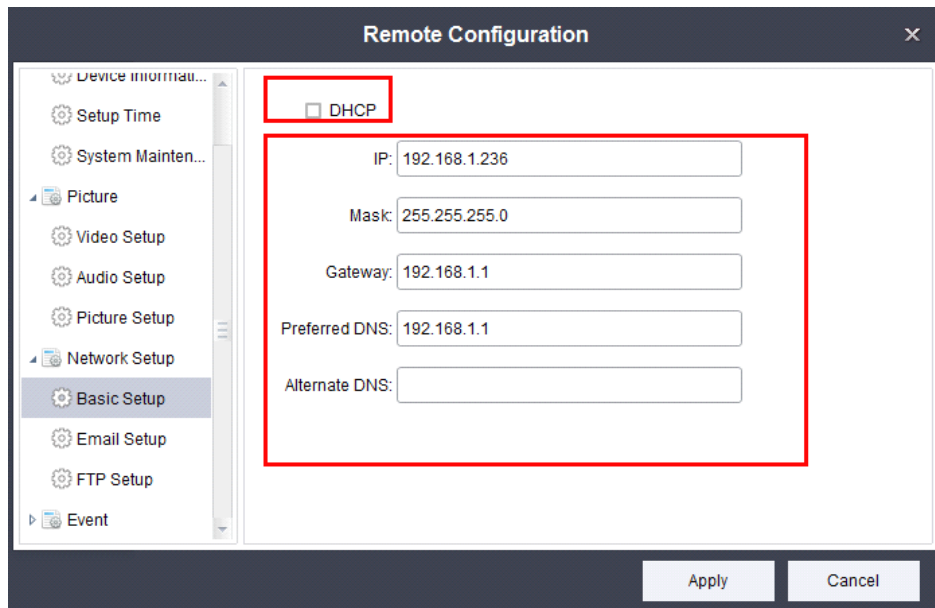 Remote Configuration
Device Informati...
Setup Time
System Mainten...
Picture
Video Setup
Audio Setup
Picture Setup
Network Setup
Basic Setup
Email Setup
FTP Setup
Event
DHCP
IP: 192.168.1.236
Mask: 255.255.255.0
Gateway: 192.168.1.1
Preferred DNS: 192.168.1.1
Alternate DNS:
Apply
Cancel